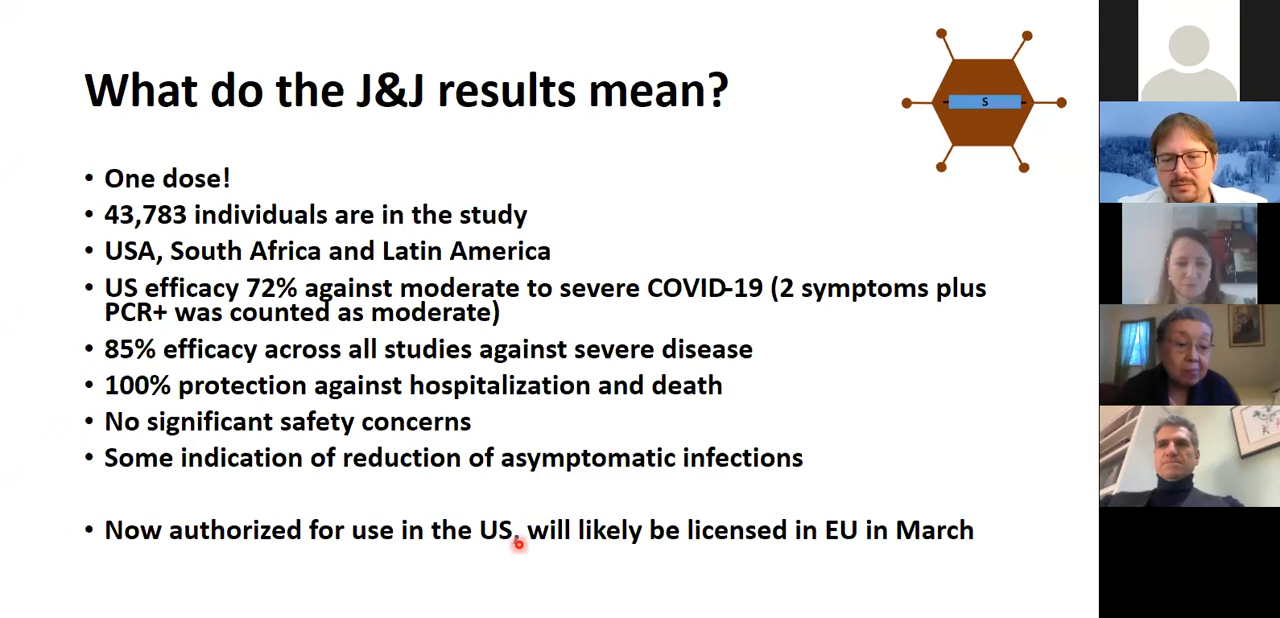 What do the J&J results mean?
S
• One dose!
• 43,783 individuals are in the study
• USA, South Africa and Latin America
• US efficacy 72% against moderate to severe COVID-19 (2 symptoms plus
PCR+ was counted as moderate)
• 85% efficacy across all studies against severe disease
• 100% protection against hospitalization and death
• No significant safety concerns
• Some indication of reduction of asymptomatic infections
• Now authorized for use in the US, will likely be licensed in EU in March